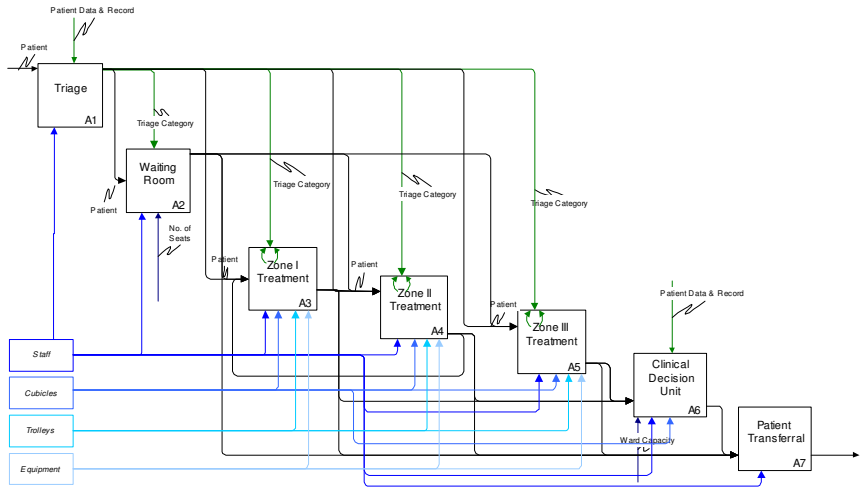 Patient Data & Record
Patient
Triage
A1
Triage Category
Waiting
Room
A2
Patient
No. of
Seats
Triage Category
Triage Category
Triage Category
Patient
Zone I
Treatment
A3
Patient
Zone II
Treatment
A4
Patient
Zone III
Treatment
A5
Patient Data & Record
Clinical
Decision
Unit
A6
Ward Capacity
Patient
Transferral
A7
Staff
Cubicles
Trolleys
Equipment